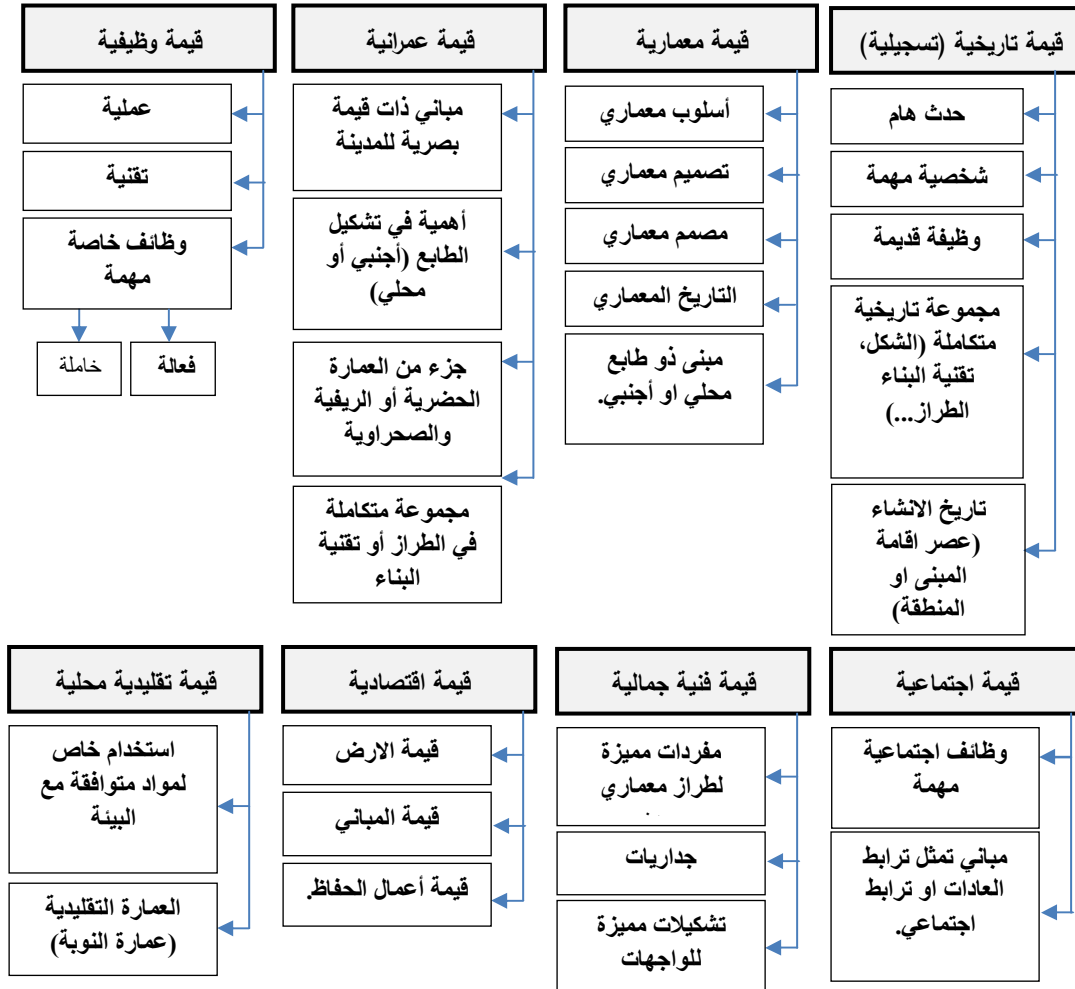 قيمة تاريخية (تسجيلية)
حدث هام
شخصية مهمة
وظيفة قديمة
مجموعة تاريخية
متكاملة (الشكل،
تقنية البناء
الطراز...)
تاريخ الانشاء
(عصر اقامة
المبنى او
المنطقة)
قيمة معمارية
أسلوب معماري
تصميم معماري
مصمم معماري
التاريخ المعماري
مبنى ذو طابع
محلي او أجنبي.
قيمة عمرانية
مباني ذات قيمة
بصرية للمدينة
أهمية في تشكيل
الطابع (أجنبي أو
محلي)
جزء من العمارة
الحضرية أو الريفية
والصحراوية
مجموعة متكاملة
في الطراز أو تقنية
البناء
قيمة وظيفية
عملية
تقنية
وظائف خاصة
مهمة
فعالة
خاملة
قيمة اجتماعية
وظائف اجتماعية
مهمة
مباني تمثل ترابط
العادات او ترابط
اجتماعي.
قيمة فنية جمالية
مفردات مميزة
لطراز معماري
جداريات
تشكيلات مميزة
للواجهات
قيمة اقتصادية
قيمة الارض
قيمة المباني
قيمة أعمال الحفاظ.
قيمة تقليدية محلية
استخدام خاص
لمواد متوافقة مع
البيئة
العمارة التقليدية
(عمارة النوبة)